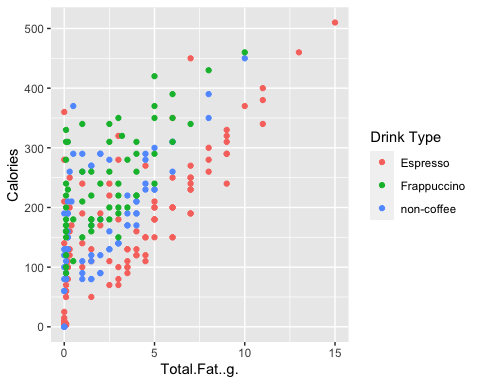 500
400
300
200
100
0
Calories
0
5
10
15
Total.Fat..g.
Drink Type
Espresso
Frappuccino
non-coffee